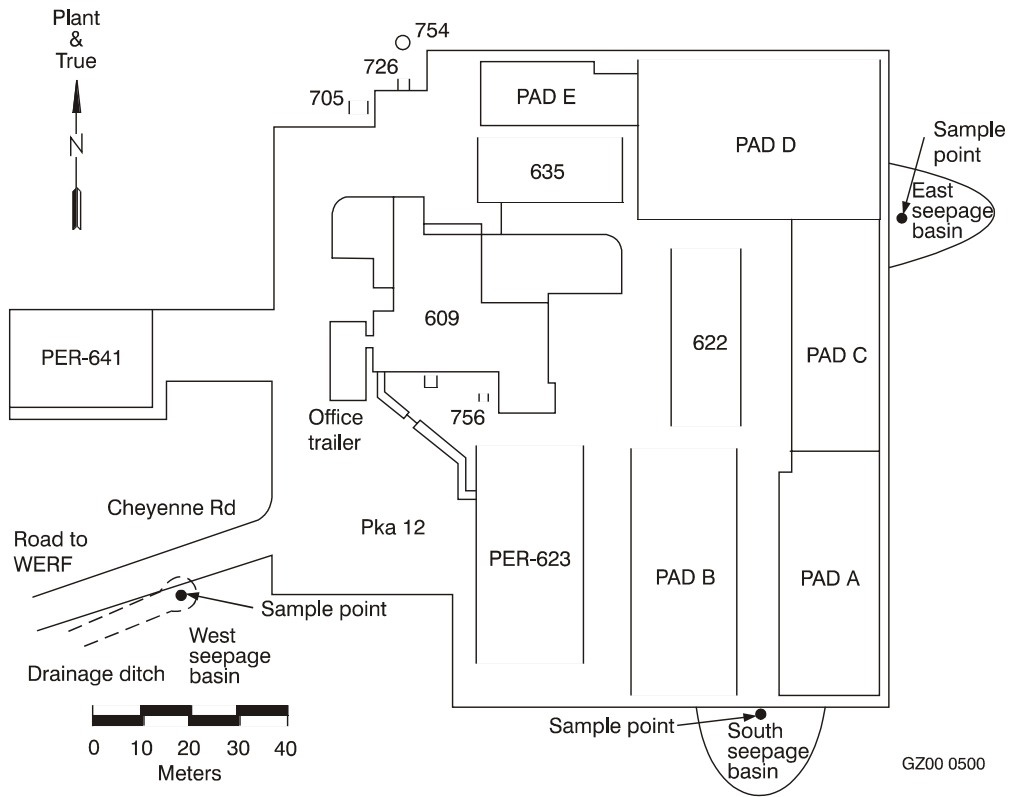 Plant
&
True
N
754
726
705
PAD E
PAD D
635
Sample
point
East
seepage
basin
609
622
PAD C
PER-641
Office
trailer
756
Cheyenne Rd
Pka 12
Road to
WERF
PER-623
PAD B
PAD A
Sample point
West
seepage
basin
Drainage ditch
Sample point
South
seepage
basin
0 10 20 30 40
Meters
GZ00 0500